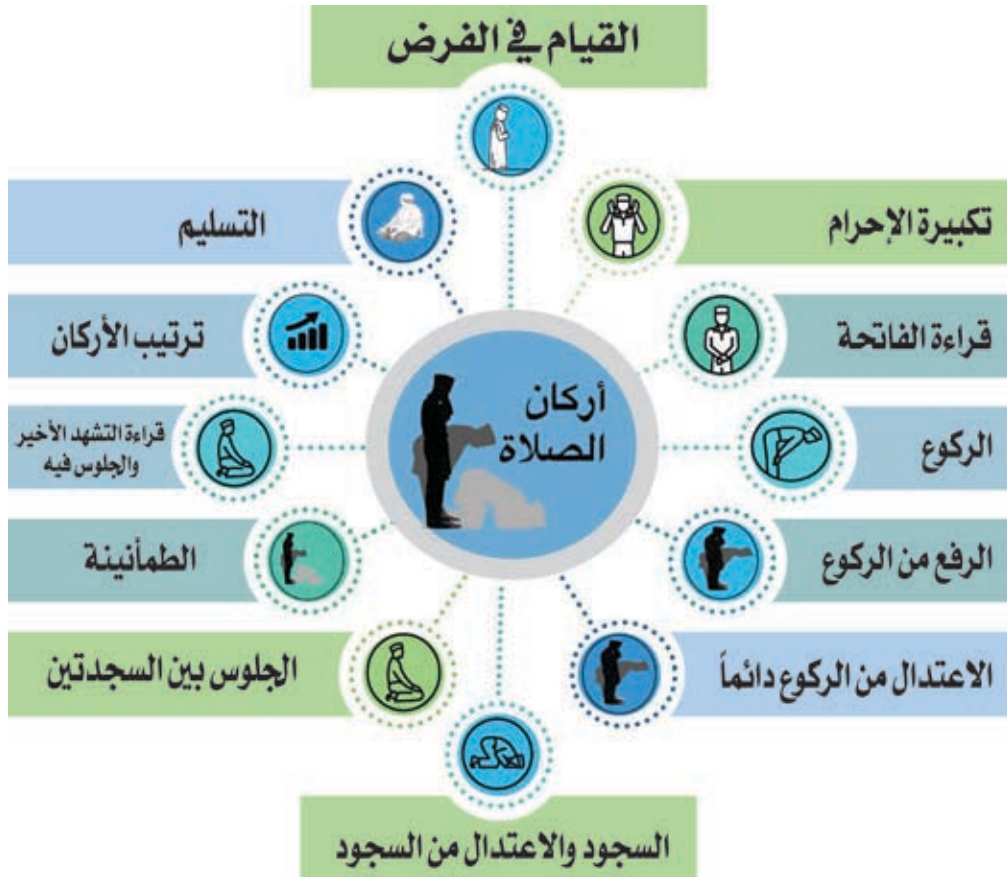 القيام في الفرض
تكبيرة الإحرام
قراءة الفاتحة
الركوع
الرفع من الركوع
الاعتدال من الركوع دائماً
السجود والاعتدال من السجود
الجلوس بين السجدتين
الطمأنينة
قراءة التشهد الأخير
والجلوس فيه
ترتيب الأركان
التسليم
أركان
الصلاة